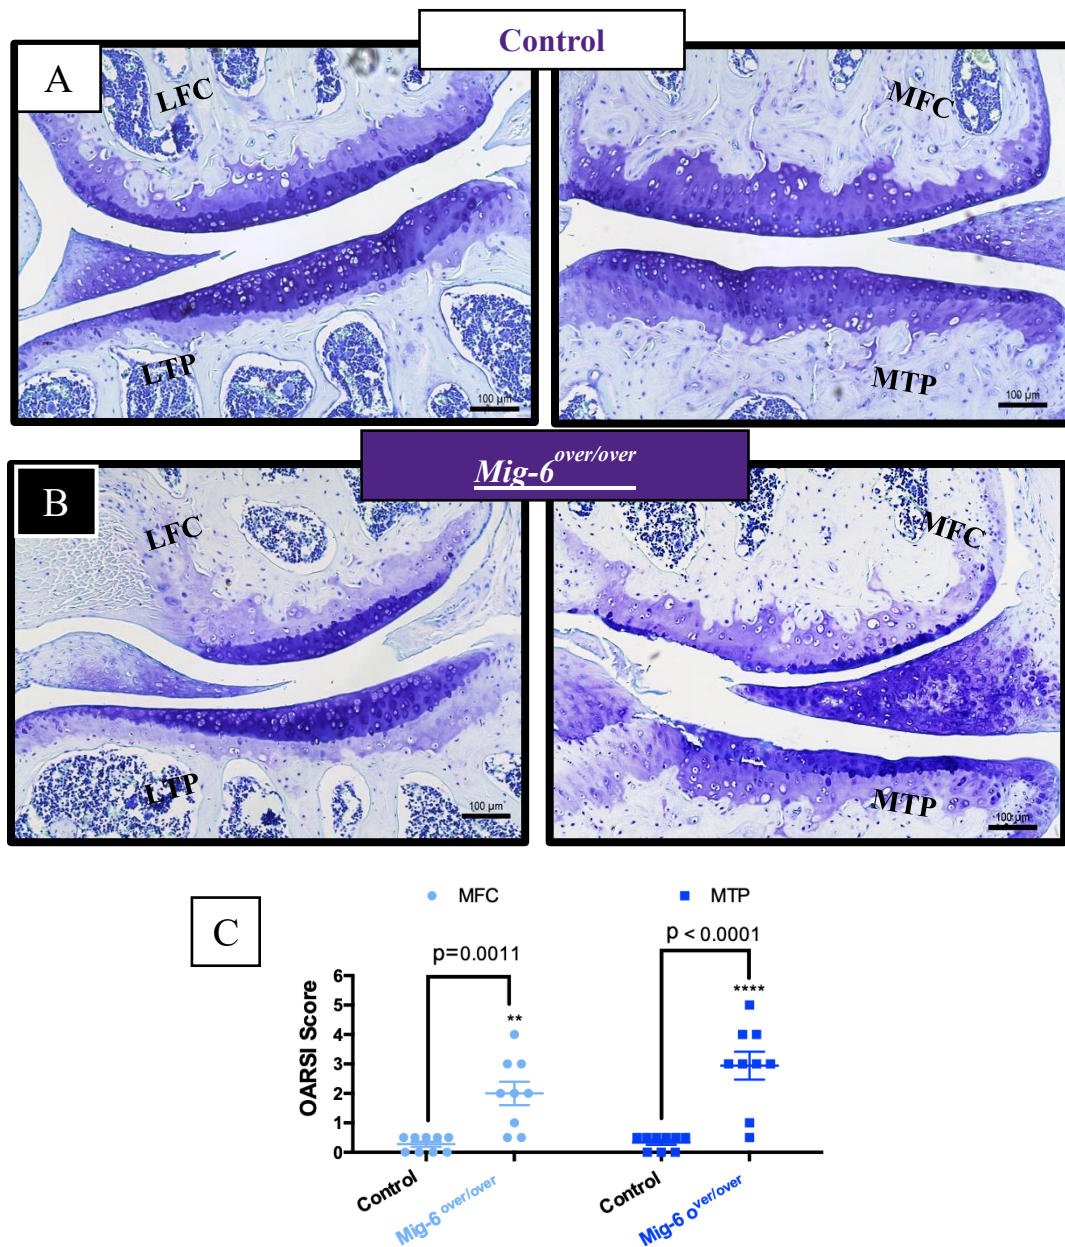 Control
A
LFC
LTP
100 µm
MFC
MTP
100 µm
Mig-6over/over
B
LFC
LTP
100 µm
MFC
MTP
100 µm
C
MFC
MTP
p=0.0011
p < 0.0001
**
****
OARSI Score
6
5
4
3
2
1
0
Control
Mig-6 over/over
Control
Mig-6 over/over